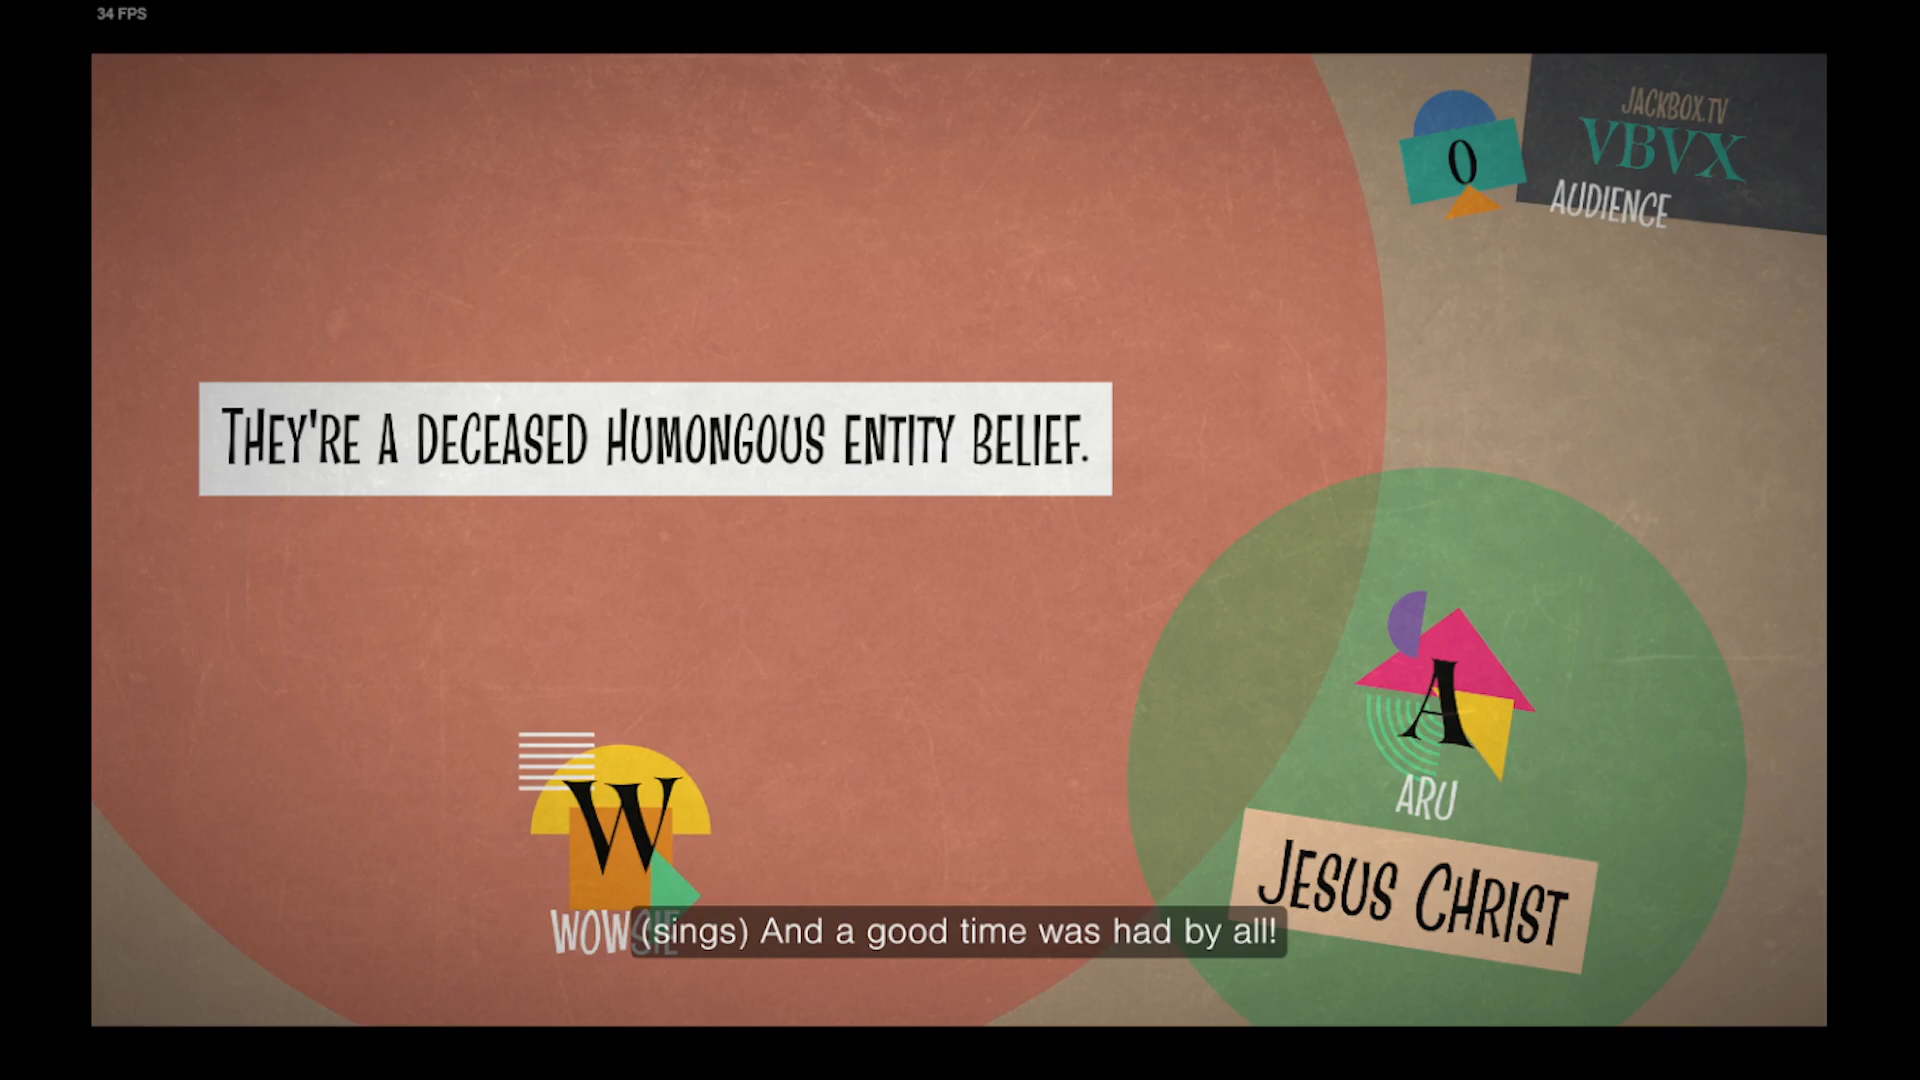 34 FPS
JACKBOX.TV
VBVX
0
AUDIENCE
THEY'RE A DECEASED HUMONGOUS ENTITY BELIEF.
A
ARU
JESUS CHRIST
W
WOWSIE
(sings) And a good time was had by all!